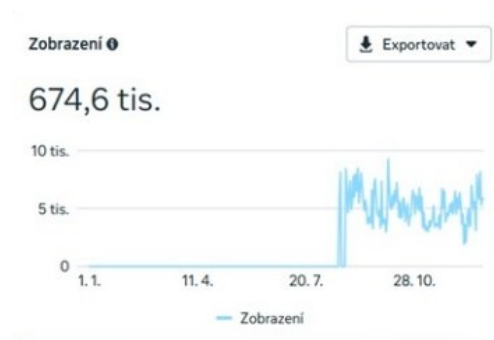 Zobrazení
Exportovat
674,6 tis.
10 tis.
5 tis.
0
1. 1. 11. 4. 20. 7. 28. 10.
Zobrazení